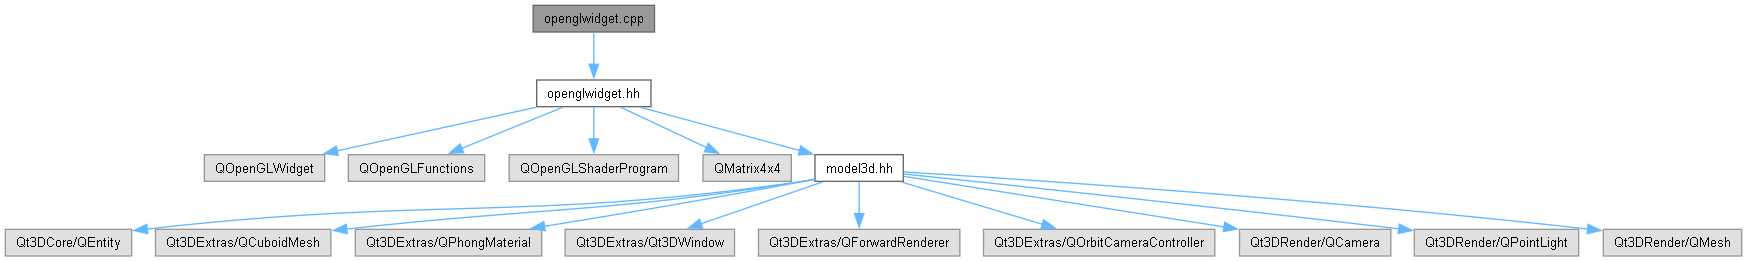 openglwidget.cpp
openglwidget.hh
QOpenGLWidget
QOpenGLFunctions
QOpenGLShaderProgram
QMatrix4x4
model3d.hh
Qt3DCore/QEntity
Qt3DExtras/QCuboidMesh
Qt3DExtras/QPhongMaterial
Qt3DExtras/Qt3DWindow
Qt3DExtras/QForwardRenderer
Qt3DExtras/QOrbitCameraController
Qt3DRender/QCamera
Qt3DRender/QPointLight
Qt3DRender/QMesh